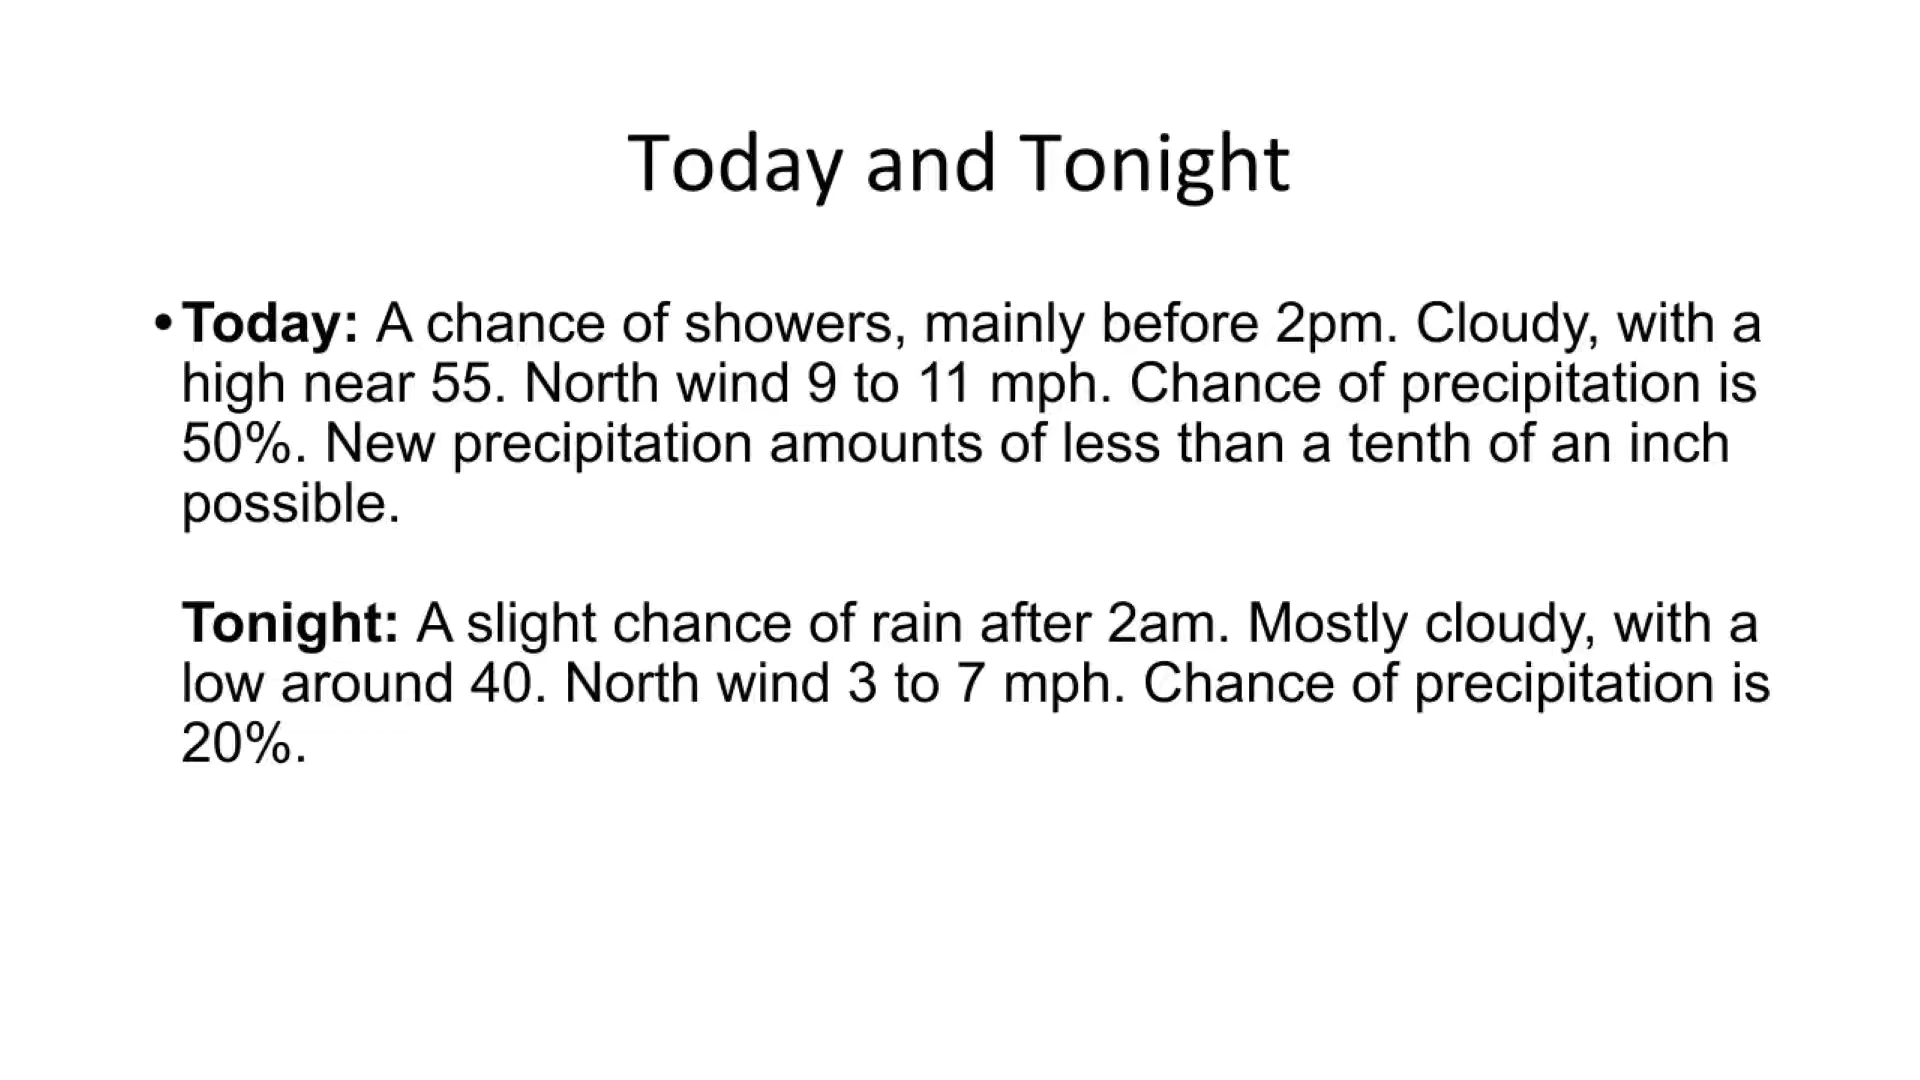 Today and Tonight
•Today: A chance of showers, mainly before 2pm. Cloudy, with a
high near 55. North wind 9 to 11 mph. Chance of precipitation is
50%. New precipitation amounts of less than a tenth of an inch
possible.
Tonight: A slight chance of rain after 2am. Mostly cloudy, with a
low around 40. North wind 3 to 7 mph. Chance of precipitation is
20%.